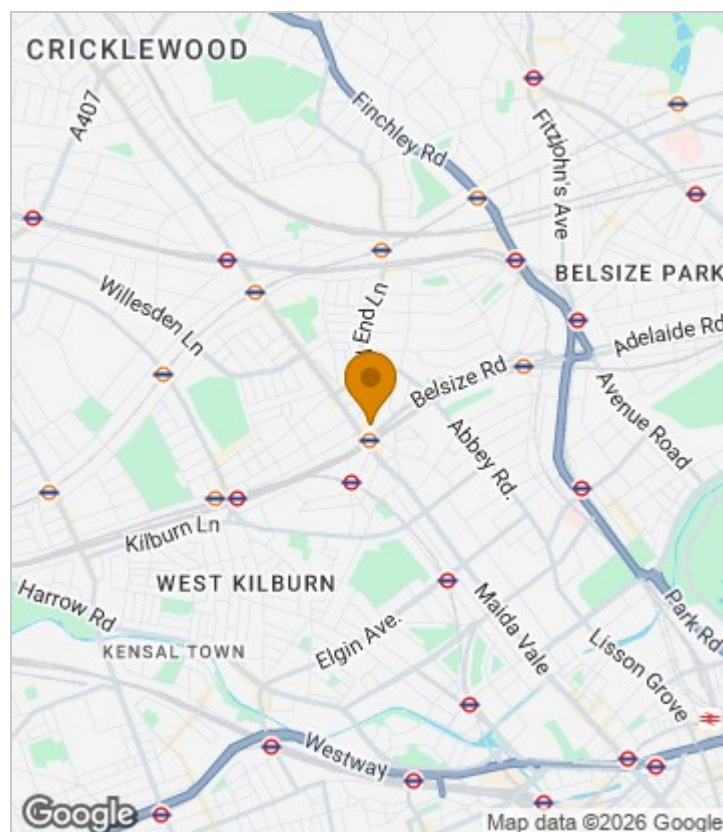 CRICKLEWOOD
A407
Finchley Rd
Fitzjohn's Ave
BELSIZE PARK
Willesden Ln
End Ln
Adelaide Rd
Belsize Rd
Avenue Road
Abbey Rd.
Kilburn Ln
WEST KILBURN
Harrow Rd
Maida Vale
Park Rd
Elgin Ave.
KENSAL TOWN
Lisson Grove
Westway
Google
Map data ©2026 Google